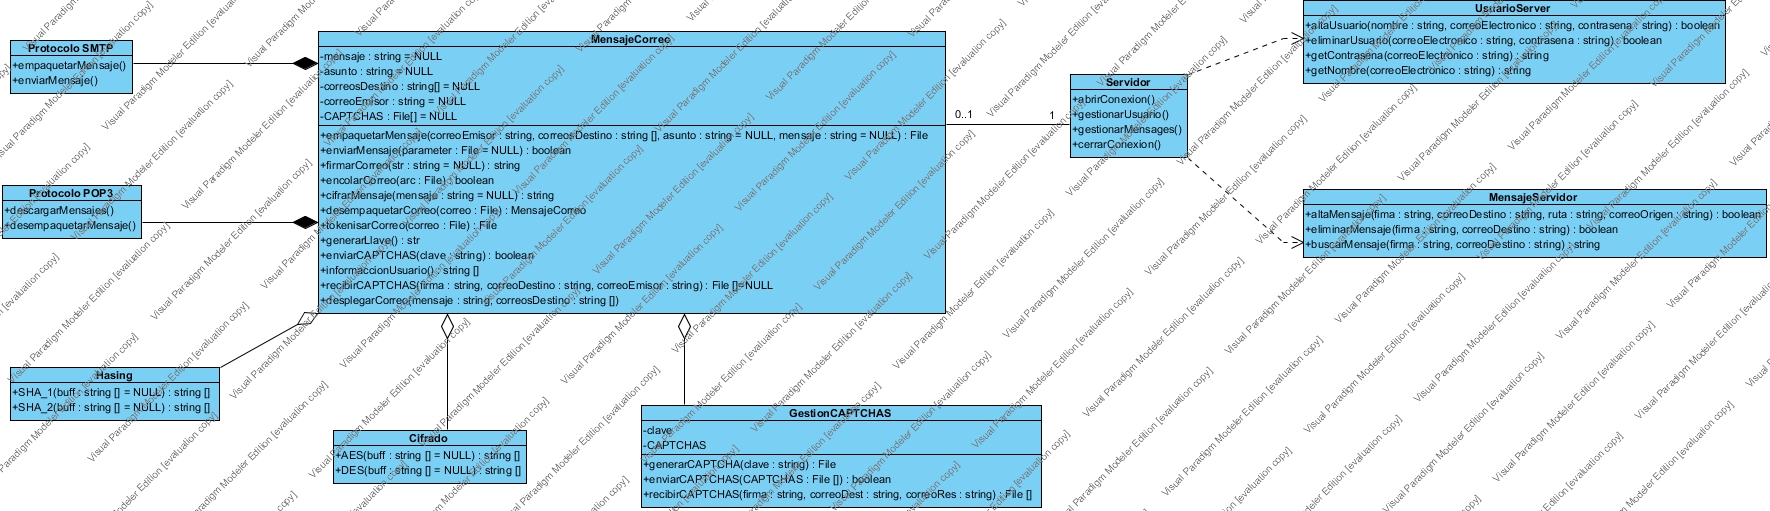 Protocolo SMTP
+empaquetarMensaje()
+enviarMensaje()
Protocolo POP3
+descargarMensajes()
+desempaquetarMensaje()
MensajeCorreo
-mensaje : string = NULL
-asunto : string = NULL
-correosDestino : string[] = NULL
-correoEmisor : string = NULL
-CAPTCHAS : File[] = NULL
+empaquetarMensaje(correoEmisor : string, correosDestino : string [], asunto : string = NULL, mensaje : string = NULL) : File
+enviarMensaje(parameter : File = NULL) : boolean
+firmarCorreo(str : string = NULL) : string
+encolarCorreo(arc : File) : boolean
+cifrarMensaje(mensaje : string = NULL) : string
+desempaquetarCorreo(correo : File) : MensajeCorreo
+tokenisarCorreo(correo : File) : File
+generarLlave() : str
+enviarCAPTCHAS(clave : string) : boolean
+informaccionUsuario() : string []
+recibirCAPTCHAS(firma : string, correoDestino : string, correoEmisor : string) : File []=NULL
+desplegarCorreo(mensaje : string, correosDestino : string [])
0..1
1
Servidor
+abrirConexion()
+gestionarUsuario()
+gestionarMensages()
+cerrarConexion()
UsuarioServer
+altaUsuario(nombre : string, correoElectronico : string, contrasena : string) : boolean
+eliminarUsuario(correoElectronico : string, contrasena : string) : boolean
+getContrasena(correoElectronico : string) : string
+getNombre(correoElectronico : string) : string
MensajeServidor
+altaMensaje(firma : string, correoDestino : string, ruta : string, correoOrigen : string) : boolean
+eliminarMensaje(firma : string, correoDestino : string) : boolean
+buscarMensaje(firma : string, correoDestino : string) : string
Hasing
+SHA_1(buff : string [] = NULL) : string []
+SHA_2(buff : string [] = NULL) : string []
Cifrado
+AES(buff : string [] = NULL) : string []
+DES(buff : string [] = NULL) : string []
GestionCAPTCHAS
-clave
-CAPTCHAS
+generarCAPTCHA(clave : string) : File
+enviarCAPTCHAS(CAPTCHAS : File []) : boolean
+recibirCAPTCHAS(firma : string, correoDest : string, correoRes : string) : File []
Visual Paradigm Modeler Edition [evaluation copy]